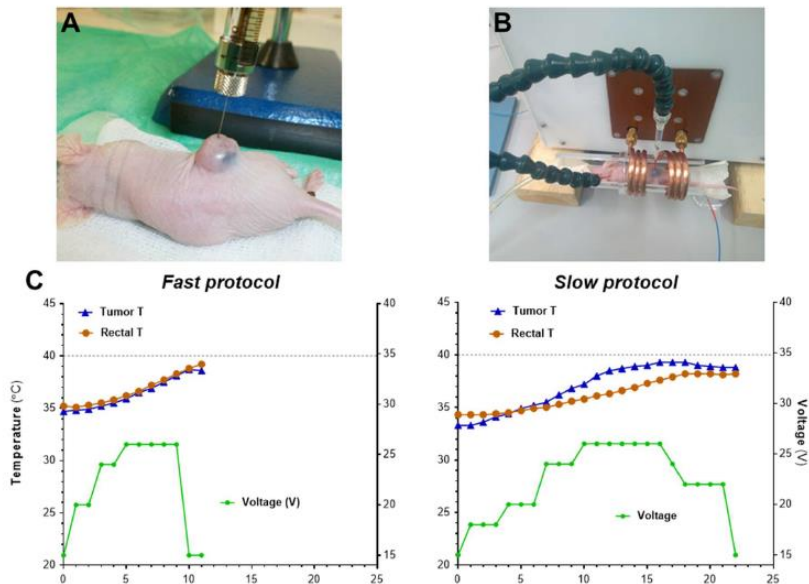 A
B
C
Fast protocol
Slow protocol
45
40
35
30
25
20
Temperature (°C)
Tumor T
Rectal T
Voltage (V)
40
35
30
25
20
15
0
5
10
15
20
25
45
40
35
30
25
20
Tumor T
Rectal T
Voltage
40
35
30
25
20
15
Voltage (V)
0
5
10
15
20
25